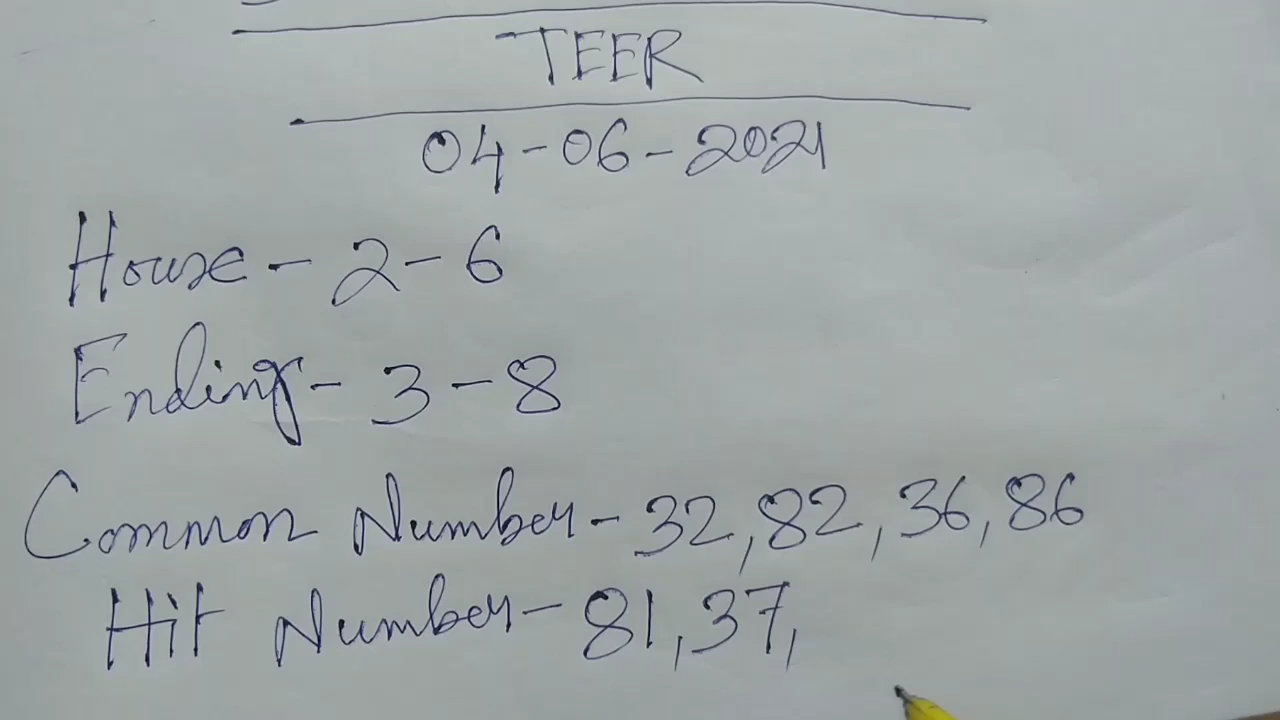 TEER
04-06-2021
House - 2 - 6
Ending - 3 - 8
Common Number - 32, 82, 36, 86
Hit Number - 81, 37,